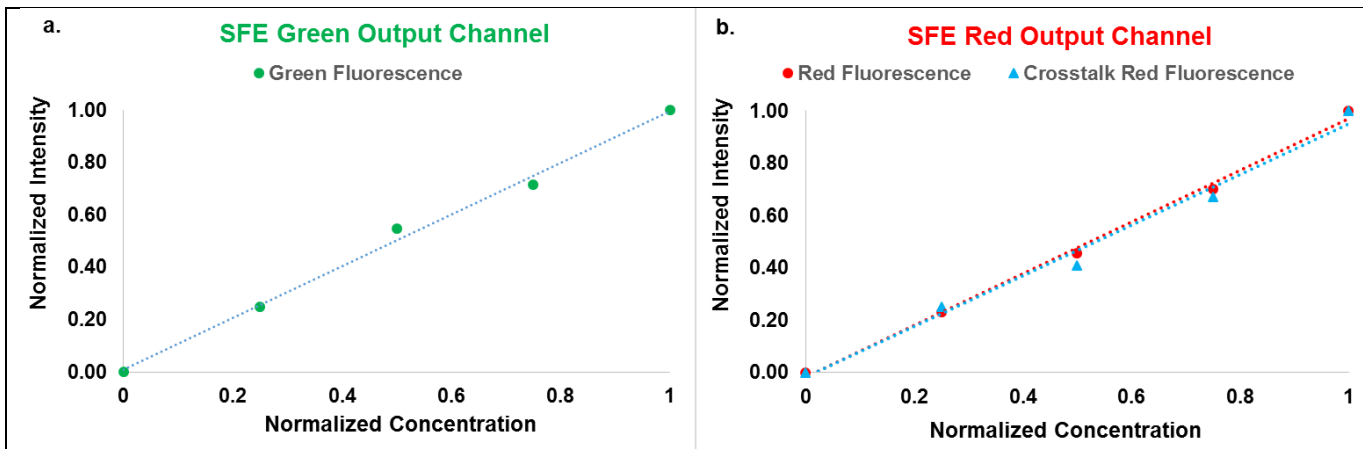 a.
SFE Green Output Channel
Green Fluorescence
Normalized Intensity
1.00
0.80
0.60
0.40
0.20
0.00
0 0.2 0.4 0.6 0.8 1
Normalized Concentration
b.
SFE Red Output Channel
Red Fluorescence Crosstalk Red Fluorescence
Normalized Intensity
1.00
0.80
0.60
0.40
0.20
0.00
0 0.2 0.4 0.6 0.8 1
Normalized Concentration